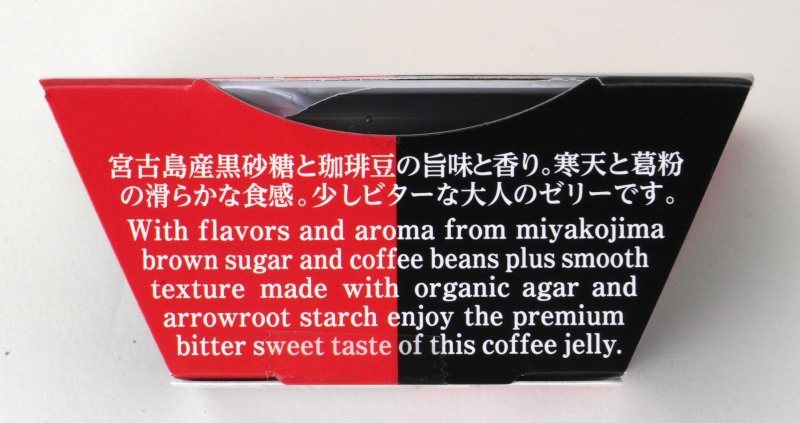 宮古島産黒砂糖と珈琲豆の旨味と香り。寒天と葛粉
の滑らかな食感。少しビターな大人のゼリーです。
With flavors and aroma from miyakojima
brown sugar and coffee beans plus smooth
texture made with organic agar and
arrowroot starch enjoy the premium
bitter sweet taste of this coffee jelly.